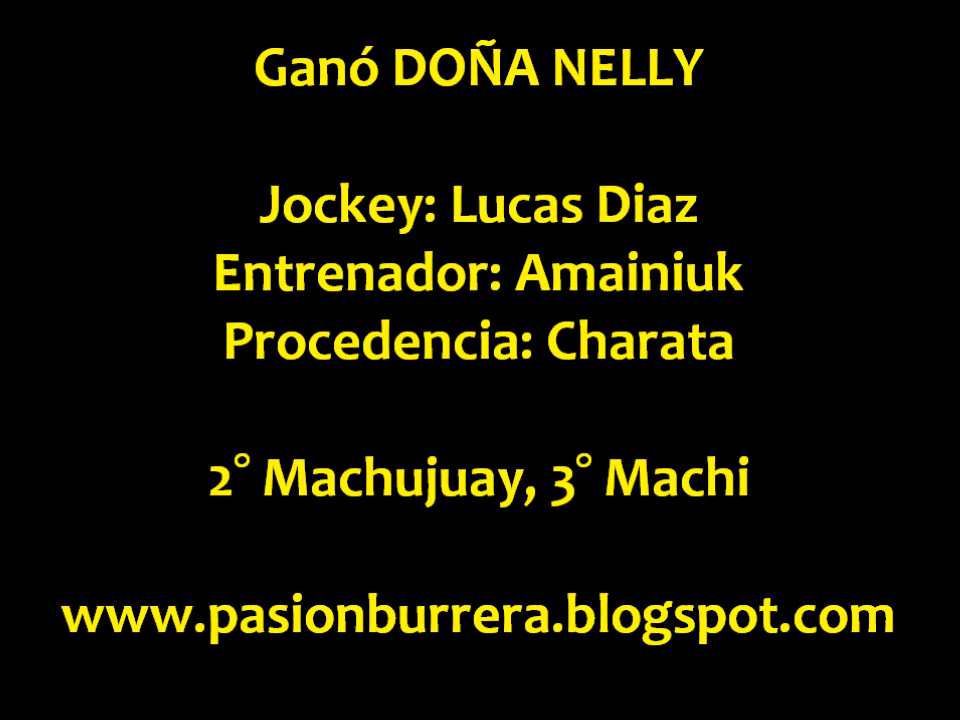 Ganó DOÑA NELLY
Jockey: Lucas Diaz
Entrenador: Amainiuk
Procedencia: Charata
2° Machujuay, 3° Machi
www.pasionburrera.blogspot.com